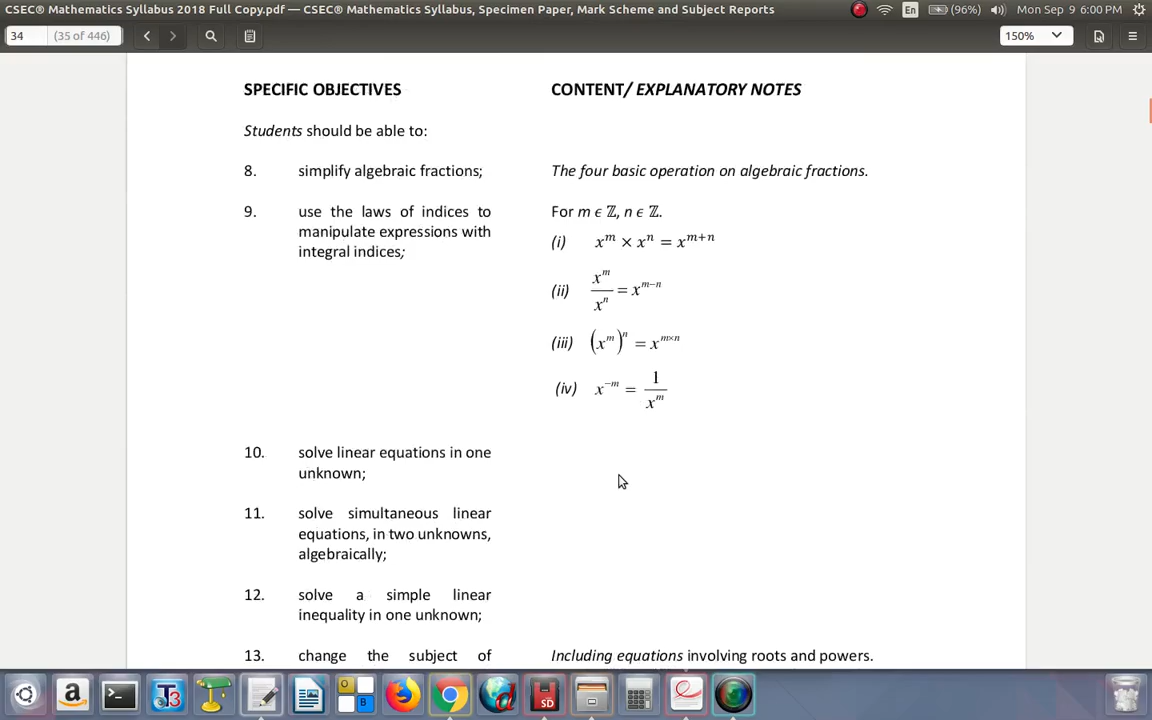 CSEC® Mathematics Syllabus 2018 Full Copy.pdf — CSEC® Mathematics Syllabus, Specimen Paper, Mark Scheme and Subject Reports
En (96%) Mon Sep 9 6:00 PM
34 (35 of 446) 150%
SPECIFIC OBJECTIVES CONTENT/ EXPLANATORY NOTES
Students should be able to:
8. simplify algebraic fractions; The four basic operation on algebraic fractions.
9. use the laws of indices to For m ϵ ℤ, n ϵ ℤ.
manipulate expressions with
integral indices;
(i) x^m × x^n = x^{m+n}
(ii) x^m / x^n = x^{m−n}
(iii) (x^m)^n = x^{m×n}
(iv) x^{−m} = 1 / x^m
10. solve linear equations in one
unknown;
11. solve simultaneous linear
equations, in two unknowns,
algebraically;
12. solve a simple linear
inequality in one unknown;
13. change the subject of Including equations involving roots and powers.
a T3 O B d SD